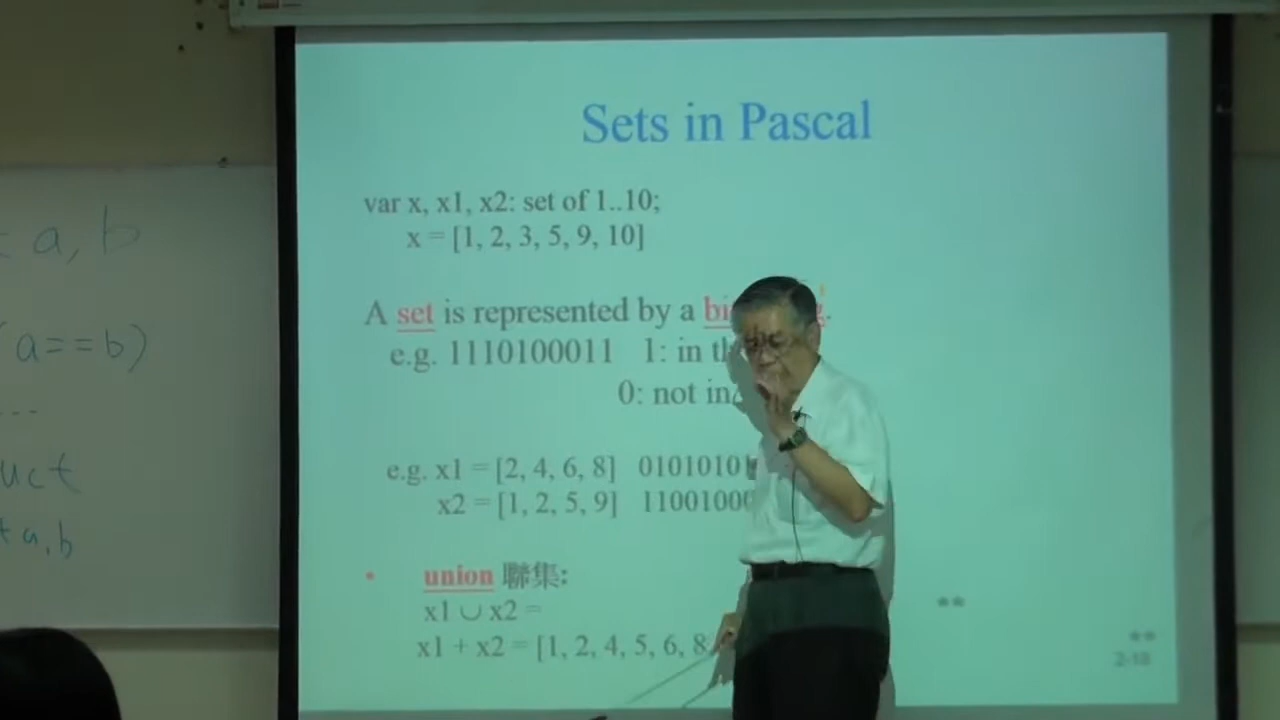 Sets in Pascal
var x, x1, x2: set of 1..10;
x = [1, 2, 3, 5, 9, 10]
A set is represented by a
e.g. 1110100011 1: in
0: not in
e.g. x1 = [2, 4, 6, 8] 0101010
x2 = [1, 2, 5, 9] 1100100
• union 聯集:
x1 ∪ x2 =
x1 + x2 = [1, 2, 4, 5, 6, 8
**
**
2-18
a, b
(a==b)
...
uct
a, b